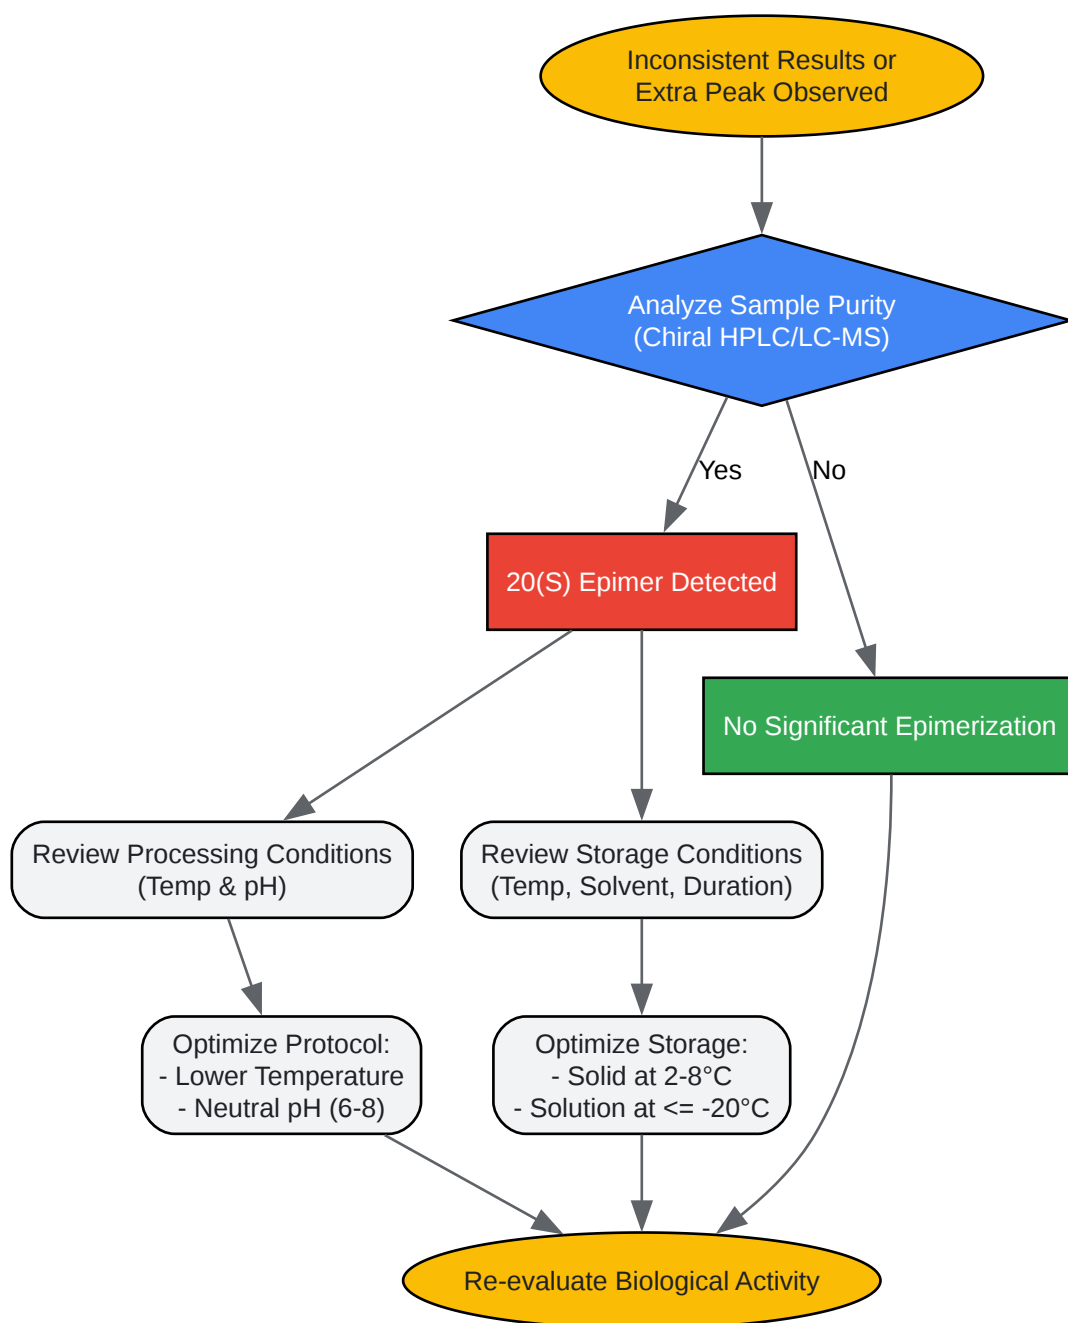 Inconsistent Results or
Extra Peak Observed
Analyze Sample Purity
(Chiral HPLC/LC-MS)
Yes
No
20(S) Epimer Detected
No Significant Epimerization
Review Processing Conditions
(Temp & pH)
Review Storage Conditions
(Temp, Solvent, Duration)
Optimize Protocol:
- Lower Temperature
- Neutral pH (6-8)
Optimize Storage:
- Solid at 2-8°C
- Solution at <= -20°C
Re-evaluate Biological Activity